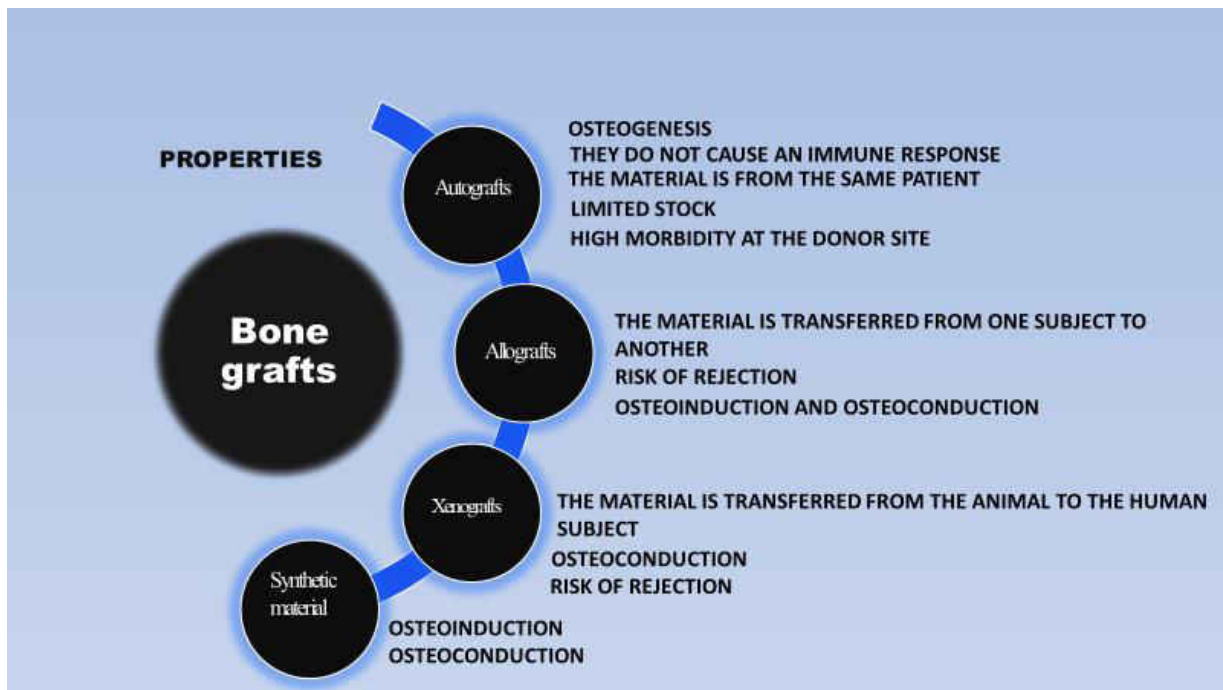 PROPERTIES
Bone
grafts
Autografts
OSTEOGENESIS
THEY DO NOT CAUSE AN IMMUNE RESPONSE
THE MATERIAL IS FROM THE SAME PATIENT
LIMITED STOCK
HIGH MORBIDITY AT THE DONOR SITE
Allografts
THE MATERIAL IS TRANSFERRED FROM ONE SUBJECT TO
ANOTHER
RISK OF REJECTION
OSTEOINDUCTION AND OSTEOCONDUCTION
Xenografts
THE MATERIAL IS TRANSFERRED FROM THE ANIMAL TO THE HUMAN
SUBJECT
OSTEOCONDUCTION
RISK OF REJECTION
Synthetic
material
OSTEOINDUCTION
OSTEOCONDUCTION